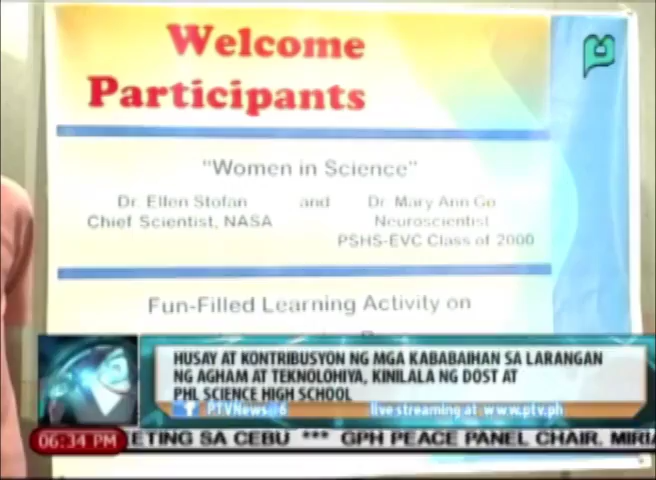 Welcome
Participants
"Women in Science"
Dr. Ellen Stofan and Dr. Mary Ann Go
Chief Scientist, NASA Neuroscientist
PSHS-EVC Class of 2000
Fun-Filled Learning Activity on
HUSAY AT KONTRIBUSYON NG MGA KABABAIHAN SA LARANGAN
NG AGHAM AT TEKNOLOHIYA, KINILALA NG DOST AT
PHL SCIENCE HIGH SCHOOL
f PTVNews@6 live streaming at www.ptv.ph
06:34 PM ETING SA CEBU *** GPH PEACE PANEL CHAIR. MIRIA